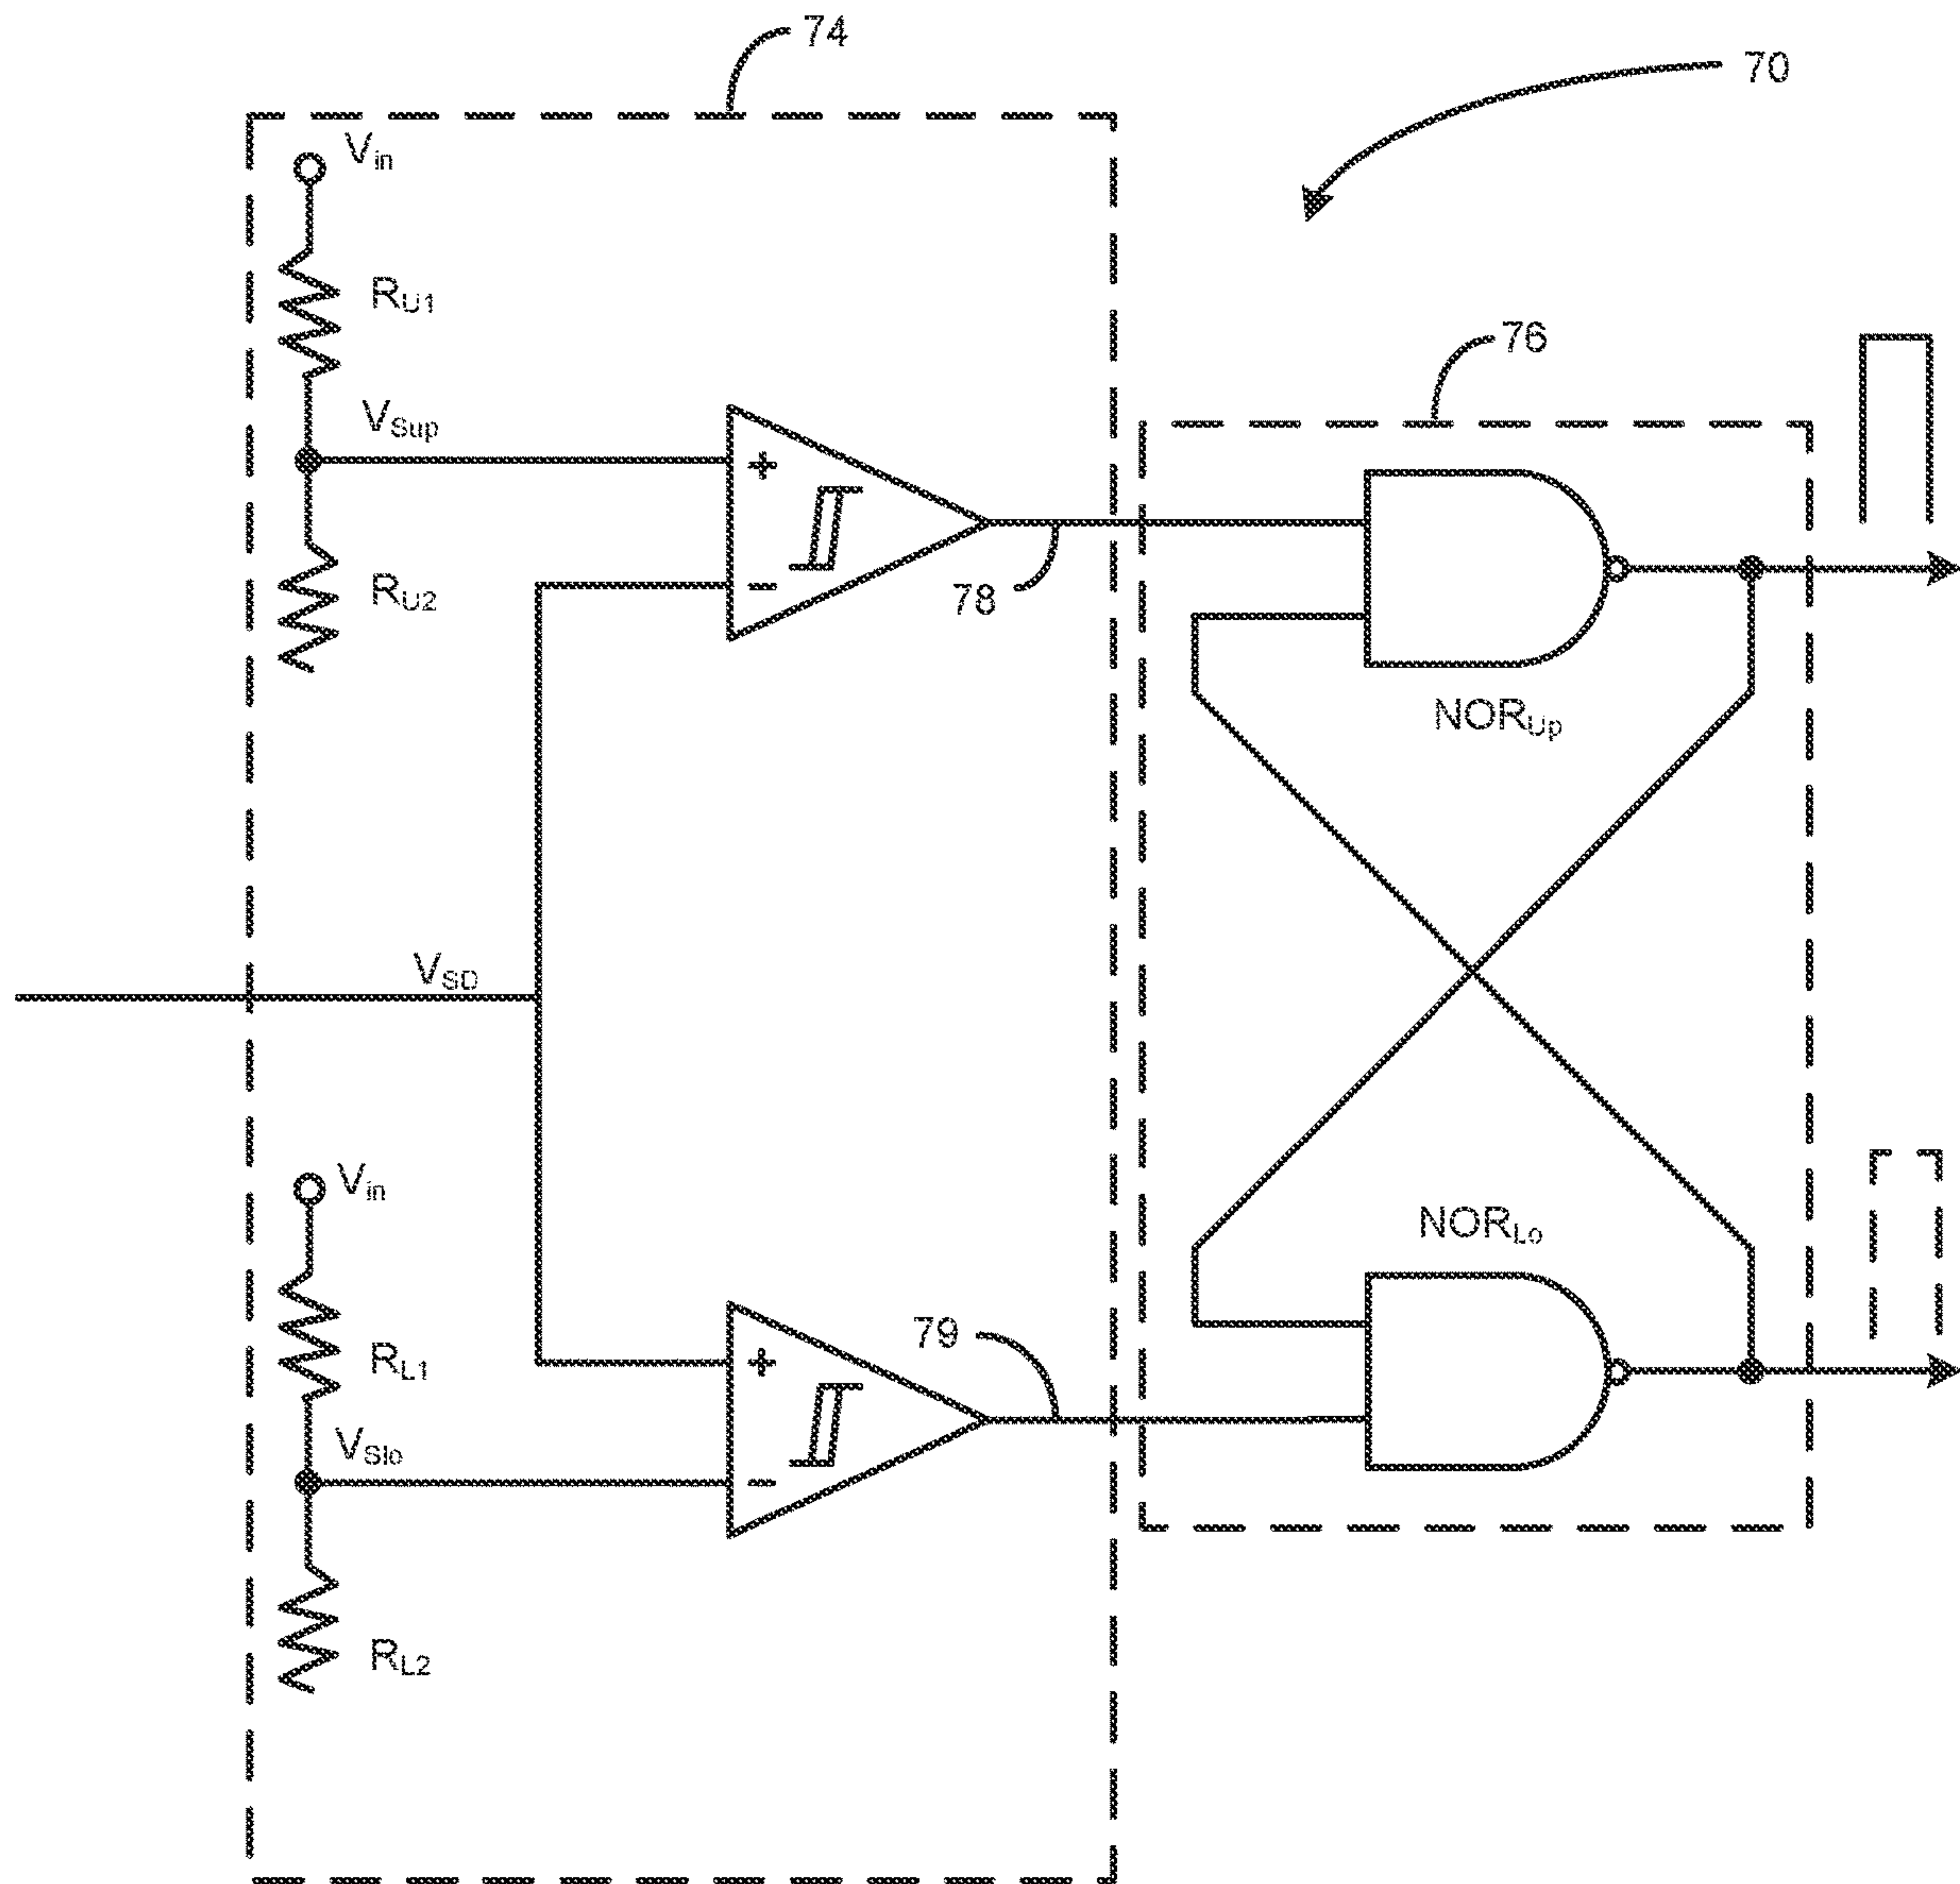 74
70
Vin
RU1
76
VSup
+
RU2
-
78
NORUp
VSD
Vin
NORLo
79
RL1
+
VSlo
-
RL2